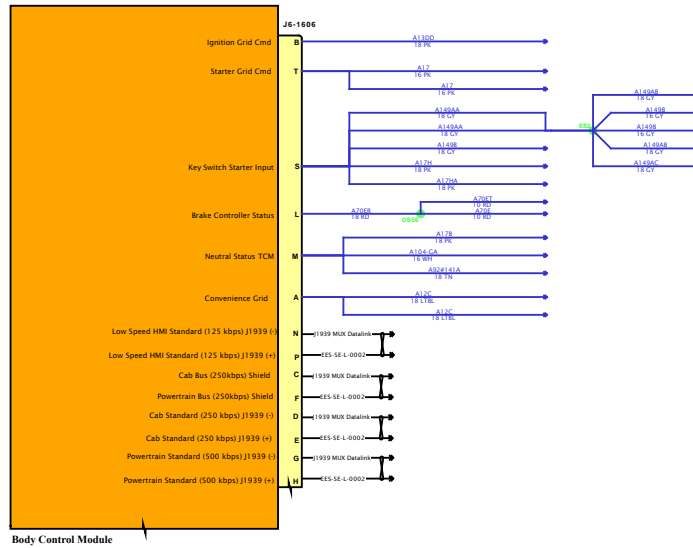 J6-1606
Ignition Grid Cmd B A13DD
18 PK
Starter Grid Cmd T A17
16 PK
A17
16 PK
A149AB
18 GY
A149AA
18 GY
A149B
16 GY
ES2
A149AA
18 GY
A149B
16 GY
A149B
18 GY
A149AB
18 GY
Key Switch Starter Input S A17H
18 PK
A149AC
18 GY
A17HA
18 PK
A70ET
10 RD
Brake Controller Status L A70ER
18 RD
A70E
10 RD
DSS6
A17B
18 PK
Neutral Status TCM M A104-GA
16 WH
A92#141A
18 TN
Convenience Grid A A12C
18 LTBL
A12C
18 LTBL
Low Speed HMI Standard (125 kbps) J1939 (-) N J1939 MUX Datalink
Low Speed HMI Standard (125 kbps) J1939 (+) P EES-SE-L-0002
Cab Bus (250kbps) Shield C J1939 MUX Datalink
Powertrain Bus (250kbps) Shield F EES-SE-L-0002
Cab Standard (250 kbps) J1939 (-) D J1939 MUX Datalink
Cab Standard (250 kbps) J1939 (+) E EES-SE-L-0002
Powertrain Standard (500 kbps) J1939 (-) G J1939 MUX Datalink
Powertrain Standard (500 kbps) J1939 (+) H EES-SE-L-0002
Body Control Module